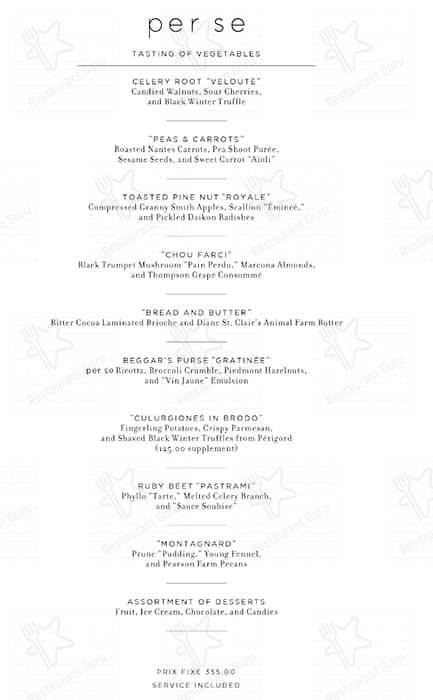 per se
TASTING OF VEGETABLES
CELERY ROOT "VELOUTÉ"
Candied Walnuts, Sour Cherries,
and Black Winter Truffle
"PEAS & CARROTS"
Roasted Nantes Carrots, Pea Shoot Purée,
Sesame Seeds, and Sweet Carrot "Aïoli"
TOASTED PINE NUT "ROYALE"
Compressed Granny Smith Apples, Scallion "Émincé,"
and Pickled Daikon Radishes
"CHOU FARCI"
Black Trumpet Mushroom "Pain Perdu," Marcona Almonds,
and Thompson Grape Consommé
"BREAD AND BUTTER"
Bitter Cocoa Laminated Brioche and Diane St. Clair's Animal Farm Butter
BEGGAR'S PURSE "GRATINÉE"
per se Ricotta, Broccoli Crumble, Piedmont Hazelnuts,
and "Vin Jaune" Emulsion
"CULURGIONES IN BRODO"
Fingerling Potatoes, Crispy Parmesan,
and Shaved Black Winter Truffles from Périgord
(125.00 supplement)
RUBY BEET "PASTRAMI"
Phyllo "Tarte," Melted Celery Branch,
and "Sauce Soubise"
"MONTAGNARD"
Prune "Pudding," Young Fennel,
and Pearson Farm Pecans
ASSORTMENT OF DESSERTS
Fruit, Ice Cream, Chocolate, and Candies
PRIX FIXE 355.00
SERVICE INCLUDED
Restaurant Guru